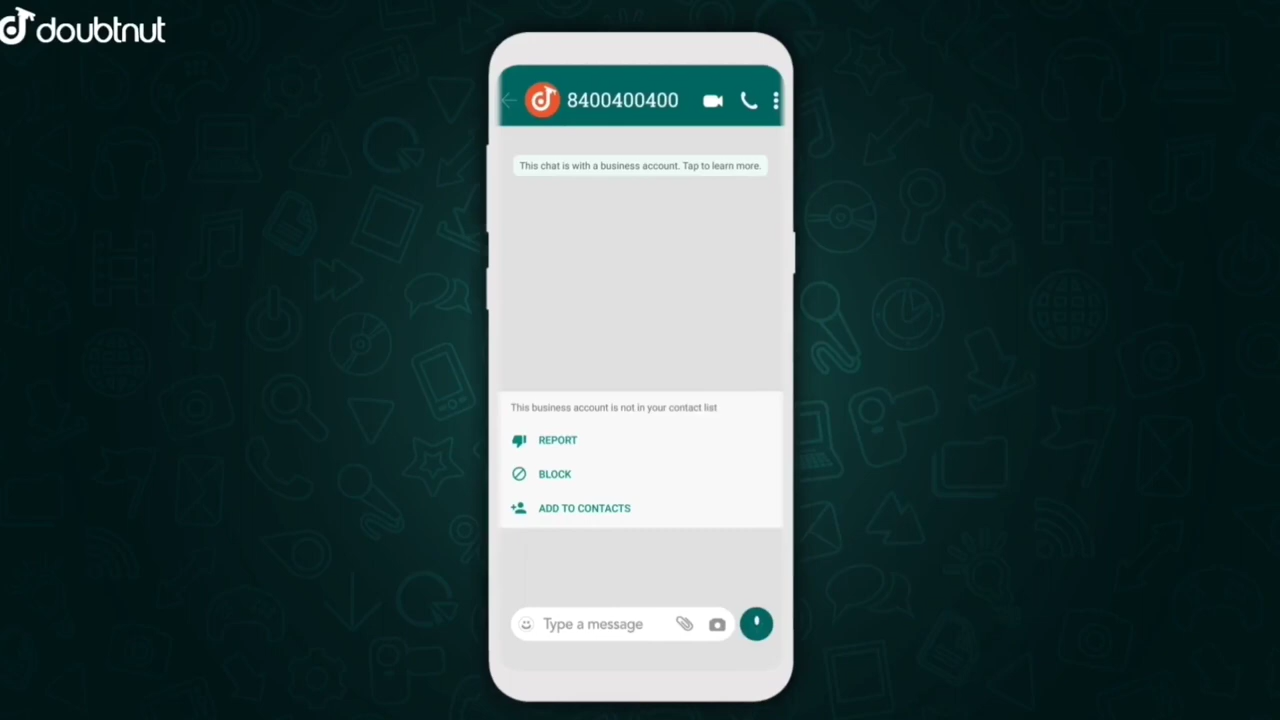 doubtnut
8400400400
This chat is with a business account. Tap to learn more.
This business account is not in your contact list
REPORT
BLOCK
ADD TO CONTACTS
Type a message